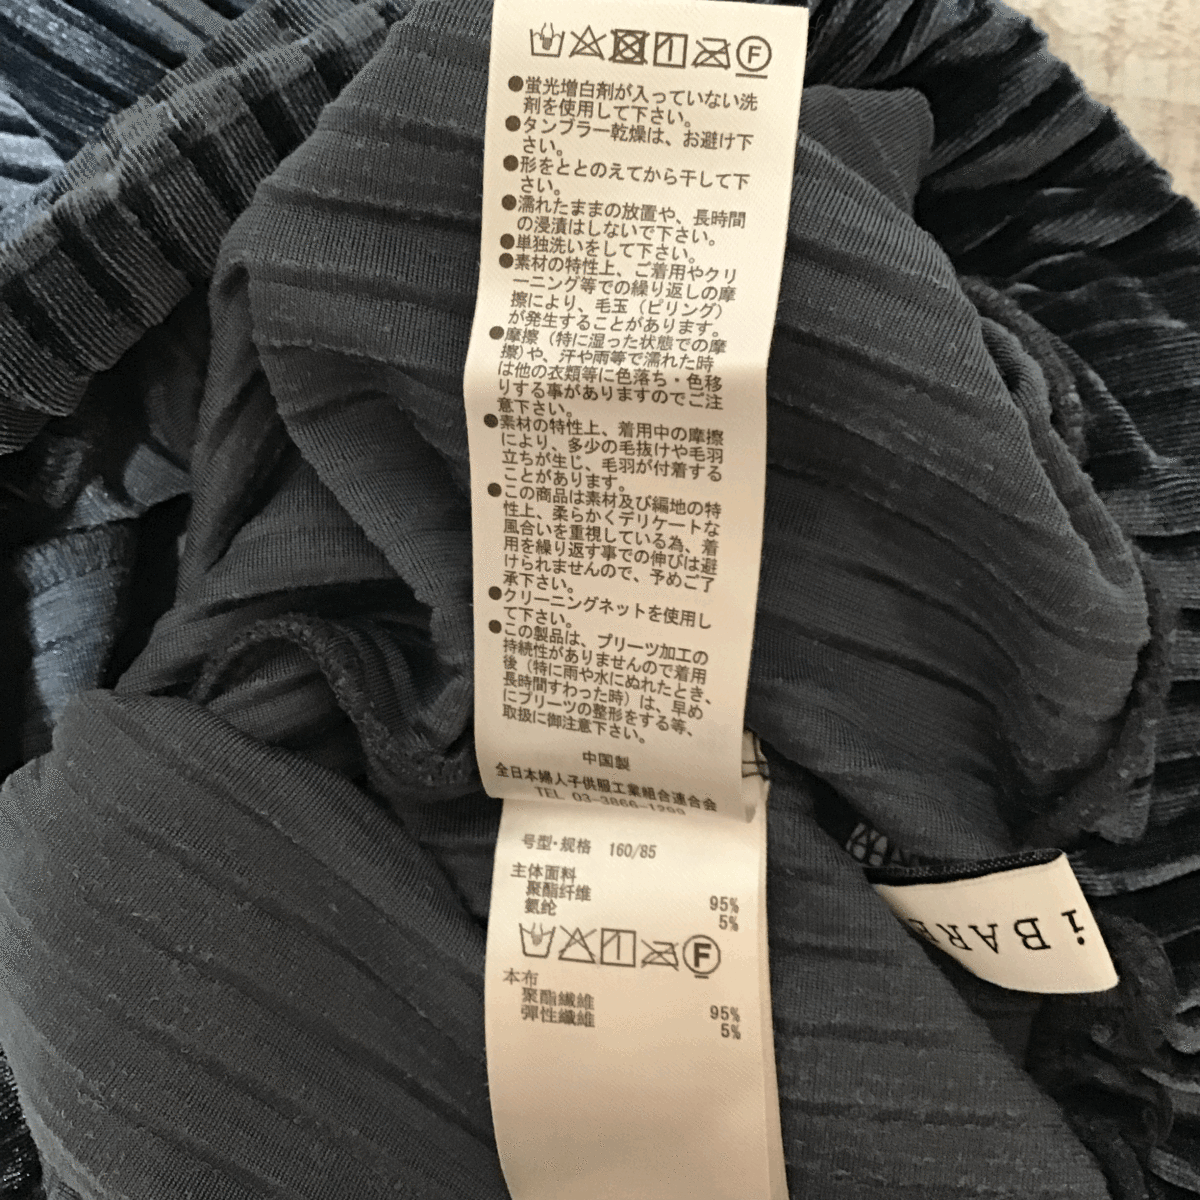 ●蛍光増白剤が入っていない洗
剤を使用して下さい。
●タンブラー乾燥は、お避け下
さい。
●形をととのえてから干して下
さい。
●濡れたままの放置や、長時間
の浸漬はしないで下さい。
●単独洗いをして下さい。
●素材の特性上、ご着用やクリ
ーニング等での繰り返しの摩
擦により、毛玉（ピリング）
が発生することがあります。
●摩擦（特に湿った状態での摩
擦)や、汗や雨等で濡れた時
は他の衣類等に色落ち・色移
りする事がありますのでご注
意下さい。
●素材の特性上、着用中の摩擦
により、多少の毛抜けや毛羽
立ちが生じ、毛羽が付着する
ことがあります。
●この商品は素材及び編地の特
性上、柔らかくデリケートな
風合いを重視している為、着
用を繰り返す事での伸びは避
けられませんので、予めご了
承下さい。
●クリーニングネットを使用し
て下さい。
●この製品は、プリーツ加工の
持続性がありませんので着用
後（特に雨や水にぬれたとき、
長時間すわった時）は、早め
にプリーツの整形をする等、
取扱に御注意下さい。
中国製
全日本婦人子供服工業組合連合会
TEL 03-3866-1299
号型·规格 160/85
主体面料
聚酯纤维 95%
氨纶 5%
F
本布
聚酯纖維 95%
彈性纖維 5%
i BAR